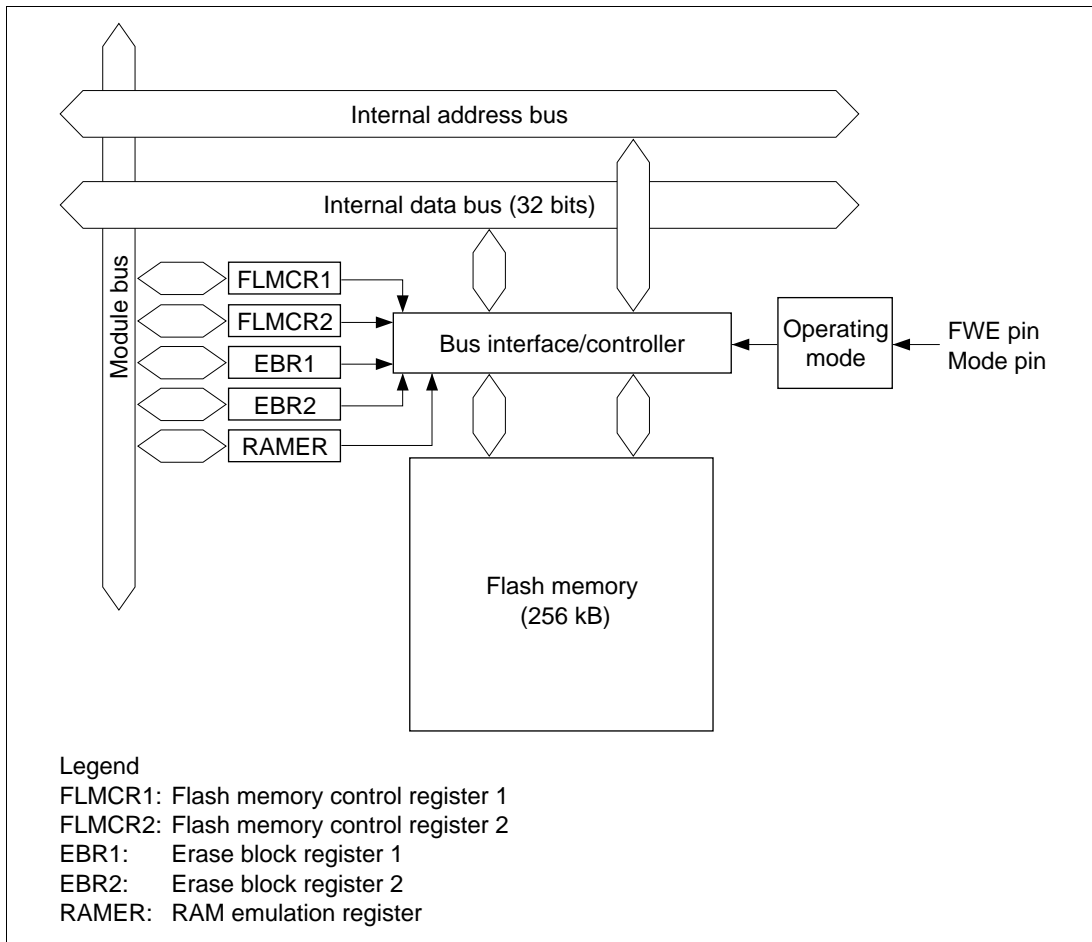 Internal address bus
Internal data bus (32 bits)
Module bus
FLMCR1
FLMCR2
EBR1
EBR2
RAMER
Bus interface/controller
Operating
mode
FWE pin
Mode pin
Flash memory
(256 kB)
Legend
FLMCR1: Flash memory control register 1
FLMCR2: Flash memory control register 2
EBR1: Erase block register 1
EBR2: Erase block register 2
RAMER: RAM emulation register